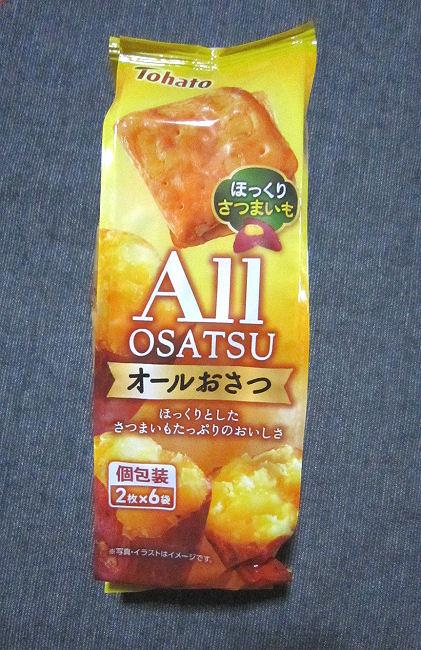 Tohato
ほっくり
さつまいも
All
OSATSU
オールおさつ
ほっくりとした
さつまいもたっぷりのおいしさ
個包装
2枚×6袋
※写真・イラストはイメージです。